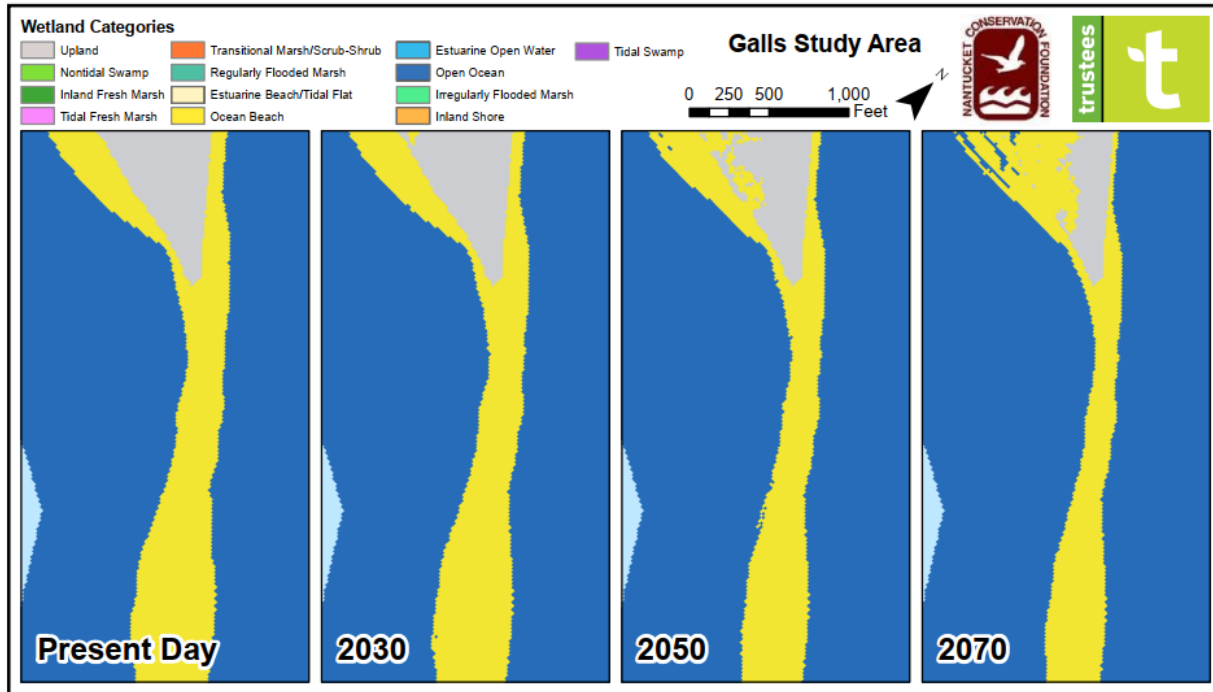 Wetland Categories
Upland
Nontidal Swamp
Inland Fresh Marsh
Tidal Fresh Marsh
Transitional Marsh/Scrub-Shrub
Regularly Flooded Marsh
Estuarine Beach/Tidal Flat
Ocean Beach
Estuarine Open Water
Open Ocean
Irregularly Flooded Marsh
Inland Shore
Tidal Swamp
Galls Study Area
0 250 500 1,000
Feet
N
NANTUCKET CONSERVATION FOUNDATION
trustees
t
Present Day
2030
2050
2070